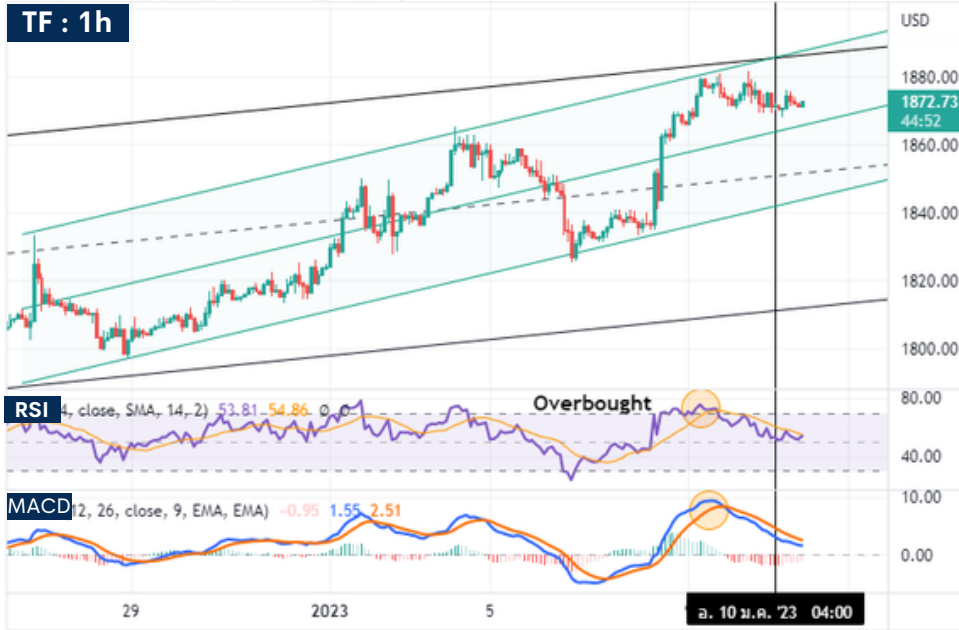 TF : 1h
USD
1880.00
1872.73
44:52
1860.00
1840.00
1820.00
1800.00
RSI 4, close, SMA, 14, 2) 53.81 54.86 0 0
Overbought
80.00
40.00
MACD 12, 26, close, 9, EMA, EMA) -0.95 1.55 2.51
10.00
0.00
29 2023 5
อ. 10 ม.ค. '23 04:00